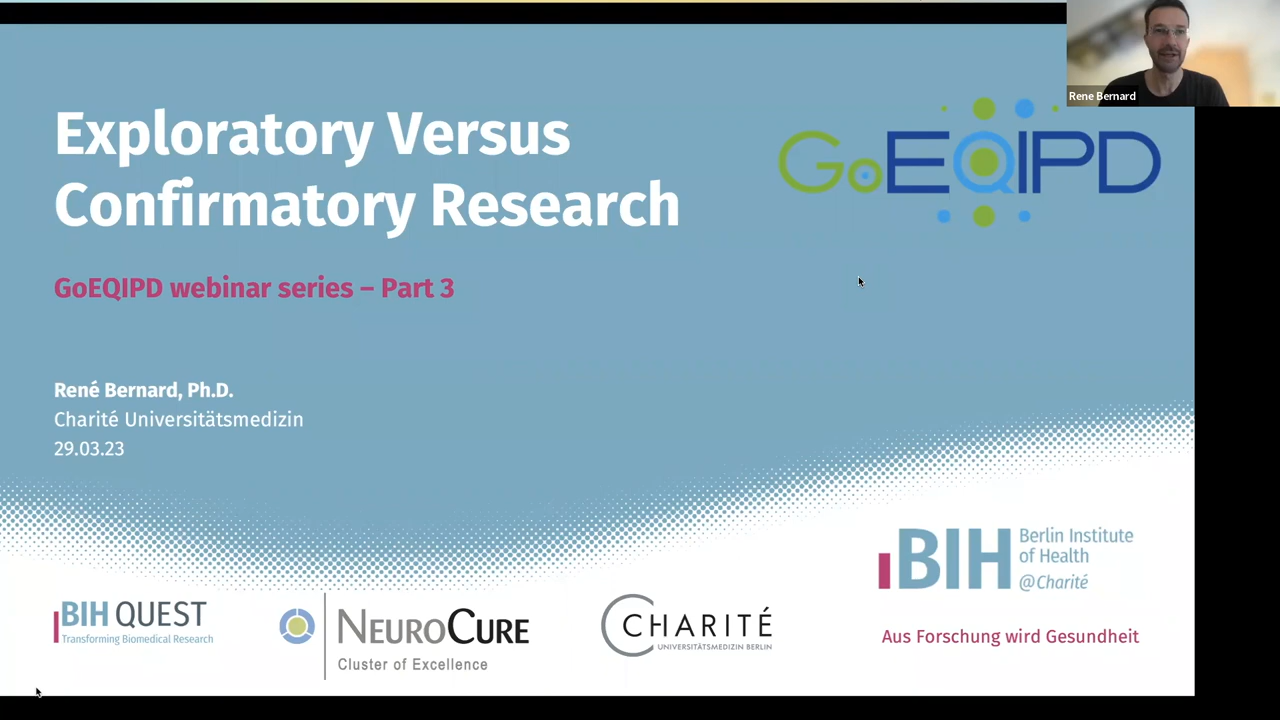 Rene Bernard
Exploratory Versus
Confirmatory Research
GoEQIPD
GoEQIPD webinar series – Part 3
René Bernard, Ph.D.
Charité Universitätsmedizin
29.03.23
BIH Berlin Institute
of Health
@Charité
Aus Forschung wird Gesundheit
BIH QUEST
Transforming Biomedical Research
NEUROCURE
Cluster of Excellence
CHARITÉ
UNIVERSITÄTSMEDIZIN BERLIN